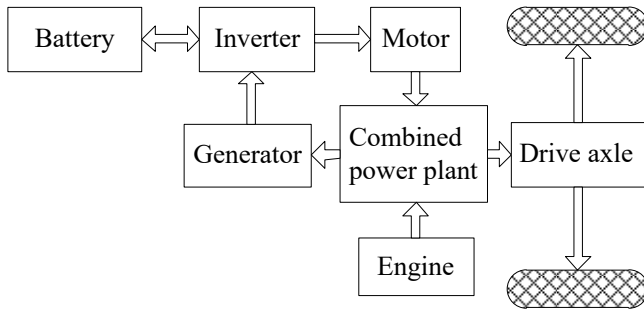 Battery
Inverter
Motor
Generator
Combined
power plant
Drive axle
Engine